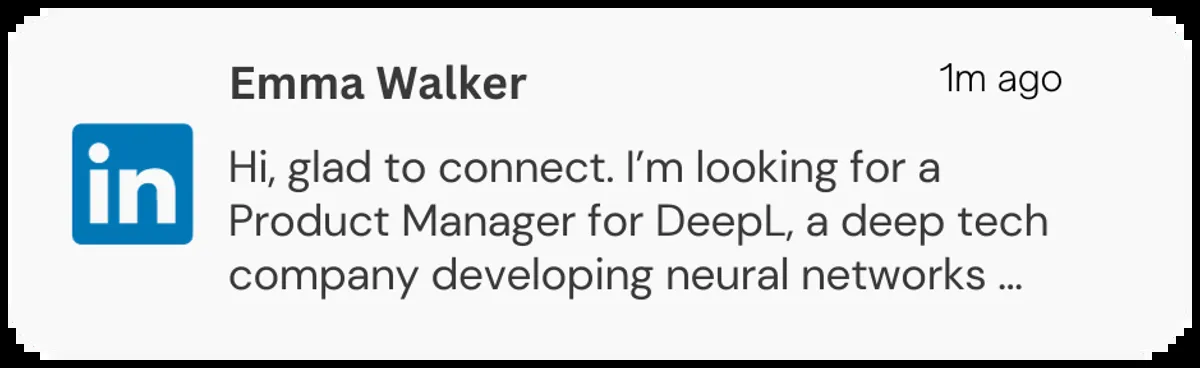 Emma Walker
1m ago
in
Hi, glad to connect. I’m looking for a
Product Manager for DeepL, a deep tech
company developing neural networks ...